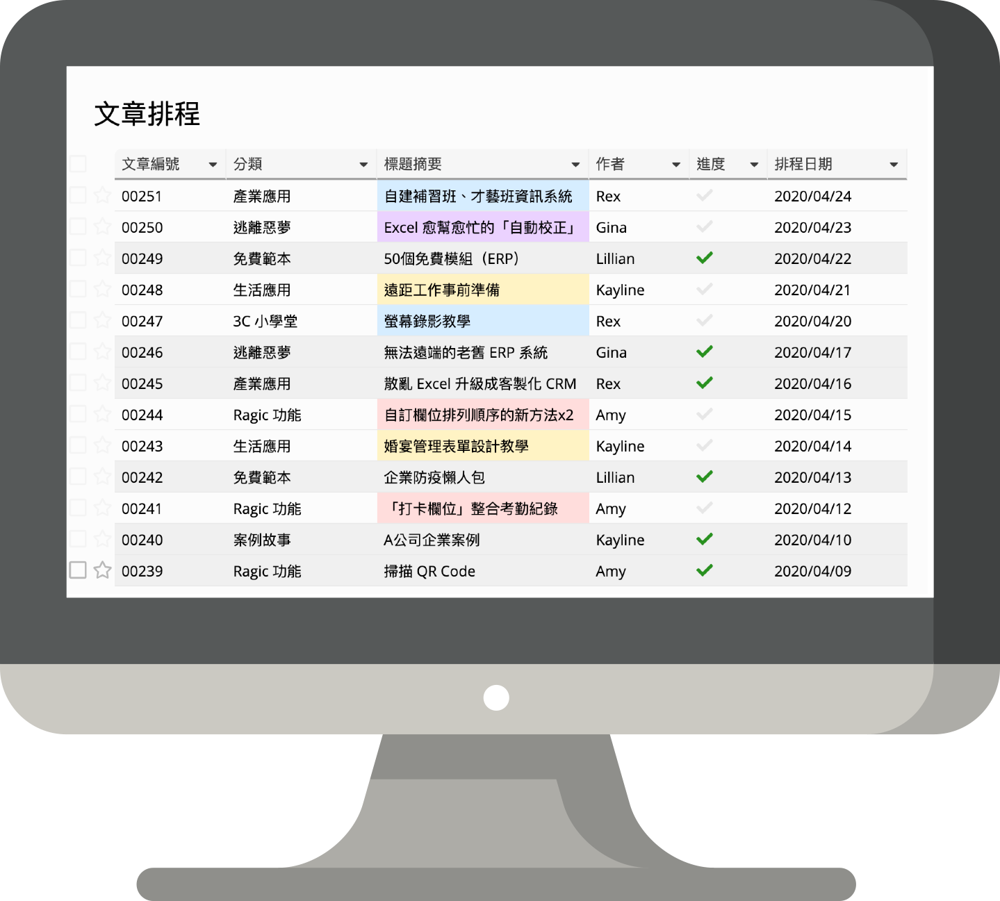 文章排程
文章編號 分類 標題摘要 作者 進度 排程日期
00251 產業應用 自建補習班、才藝班資訊系統 Rex 2020/04/24
00250 逃離惡夢 Excel 愈幫愈忙的「自動校正」 Gina 2020/04/23
00249 免費範本 50個免費模組（ERP） Lillian 2020/04/22
00248 生活應用 遠距工作事前準備 Kayline 2020/04/21
00247 3C 小學堂 螢幕錄影教學 Rex 2020/04/20
00246 逃離惡夢 無法遠端的老舊 ERP 系統 Gina 2020/04/17
00245 產業應用 散亂 Excel 升級成客製化 CRM Rex 2020/04/16
00244 Ragic 功能 自訂欄位排列順序的新方法x2 Amy 2020/04/15
00243 生活應用 婚宴管理表單設計教學 Kayline 2020/04/14
00242 免費範本 企業防疫懶人包 Lillian 2020/04/13
00241 Ragic 功能 「打卡欄位」整合考勤紀錄 Amy 2020/04/12
00240 案例故事 A公司企業案例 Kayline 2020/04/10
00239 Ragic 功能 掃描 QR Code Amy 2020/04/09